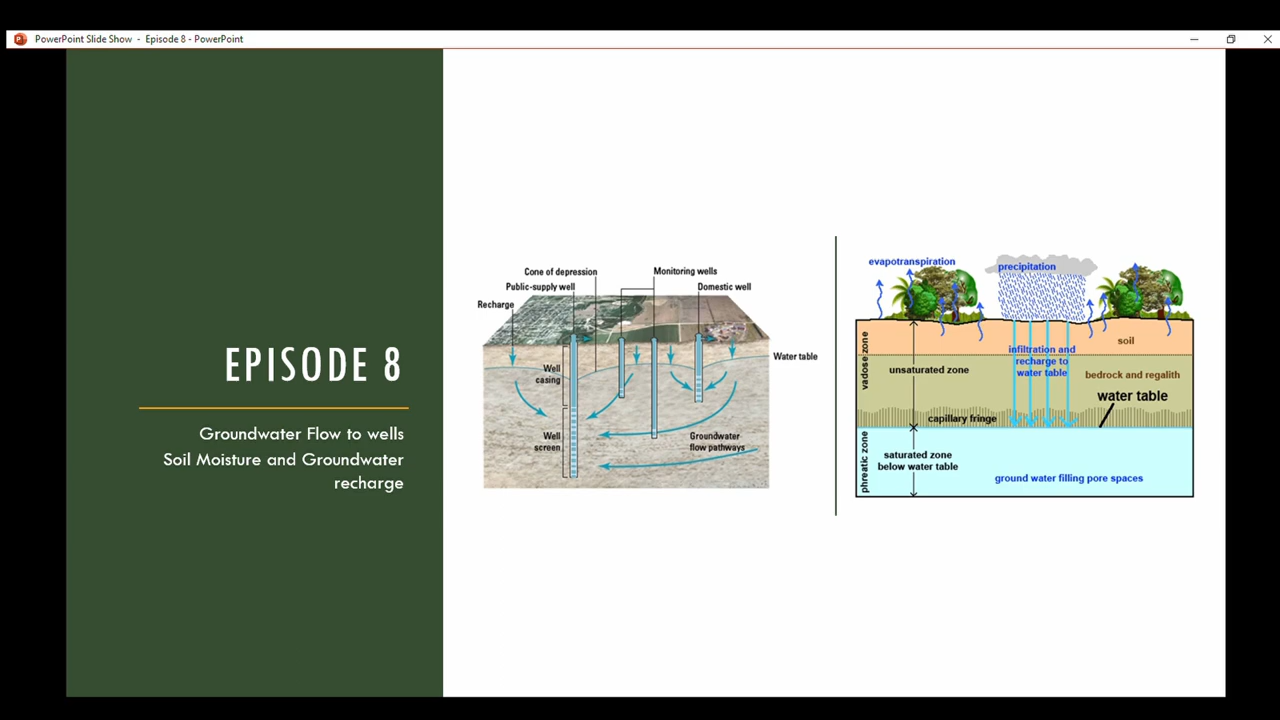 PowerPoint Slide Show - Episode 8 - PowerPoint
EPISODE 8
Groundwater Flow to wells
Soil Moisture and Groundwater
recharge
Cone of depression
Monitoring wells
Public-supply well
Domestic well
Recharge
Water table
Well
casing
Well
screen
Groundwater
flow pathways
evapotranspiration
precipitation
vadose zone
soil
infiltration and
recharge to
water table
unsaturated zone
bedrock and regalith
water table
capillary fringe
phreatic zone
saturated zone
below water table
ground water filling pore spaces